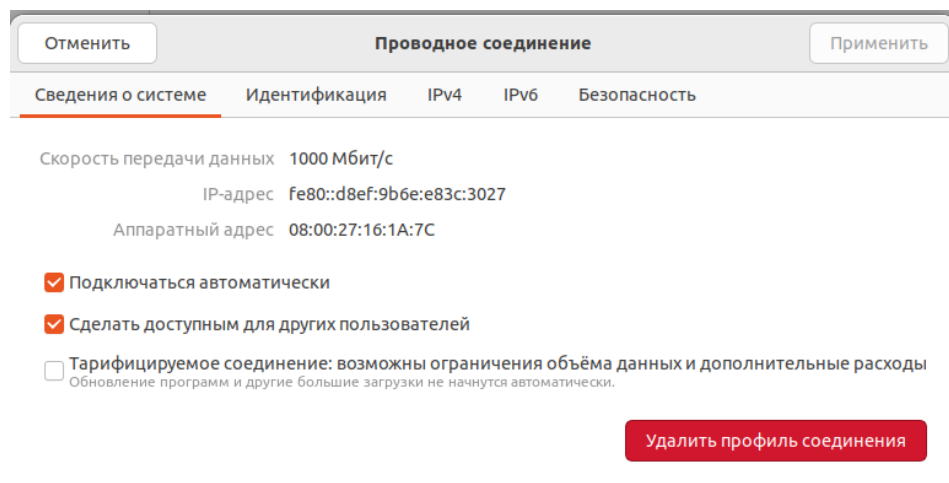 Отменить
Проводное соединение
Применить
Сведения о системе
Идентификация
IPv4
IPv6
Безопасность
Скорость передачи данных 1000 Мбит/с
IP-адрес fe80::d8ef:9b6e:e83c:3027
Аппаратный адрес 08:00:27:16:1A:7C
Подключаться автоматически
Сделать доступным для других пользователей
Тарифицируемое соединение: возможны ограничения объёма данных и дополнительные расходы
Обновление программ и другие большие загрузки не начнутся автоматически.
Удалить профиль соединения